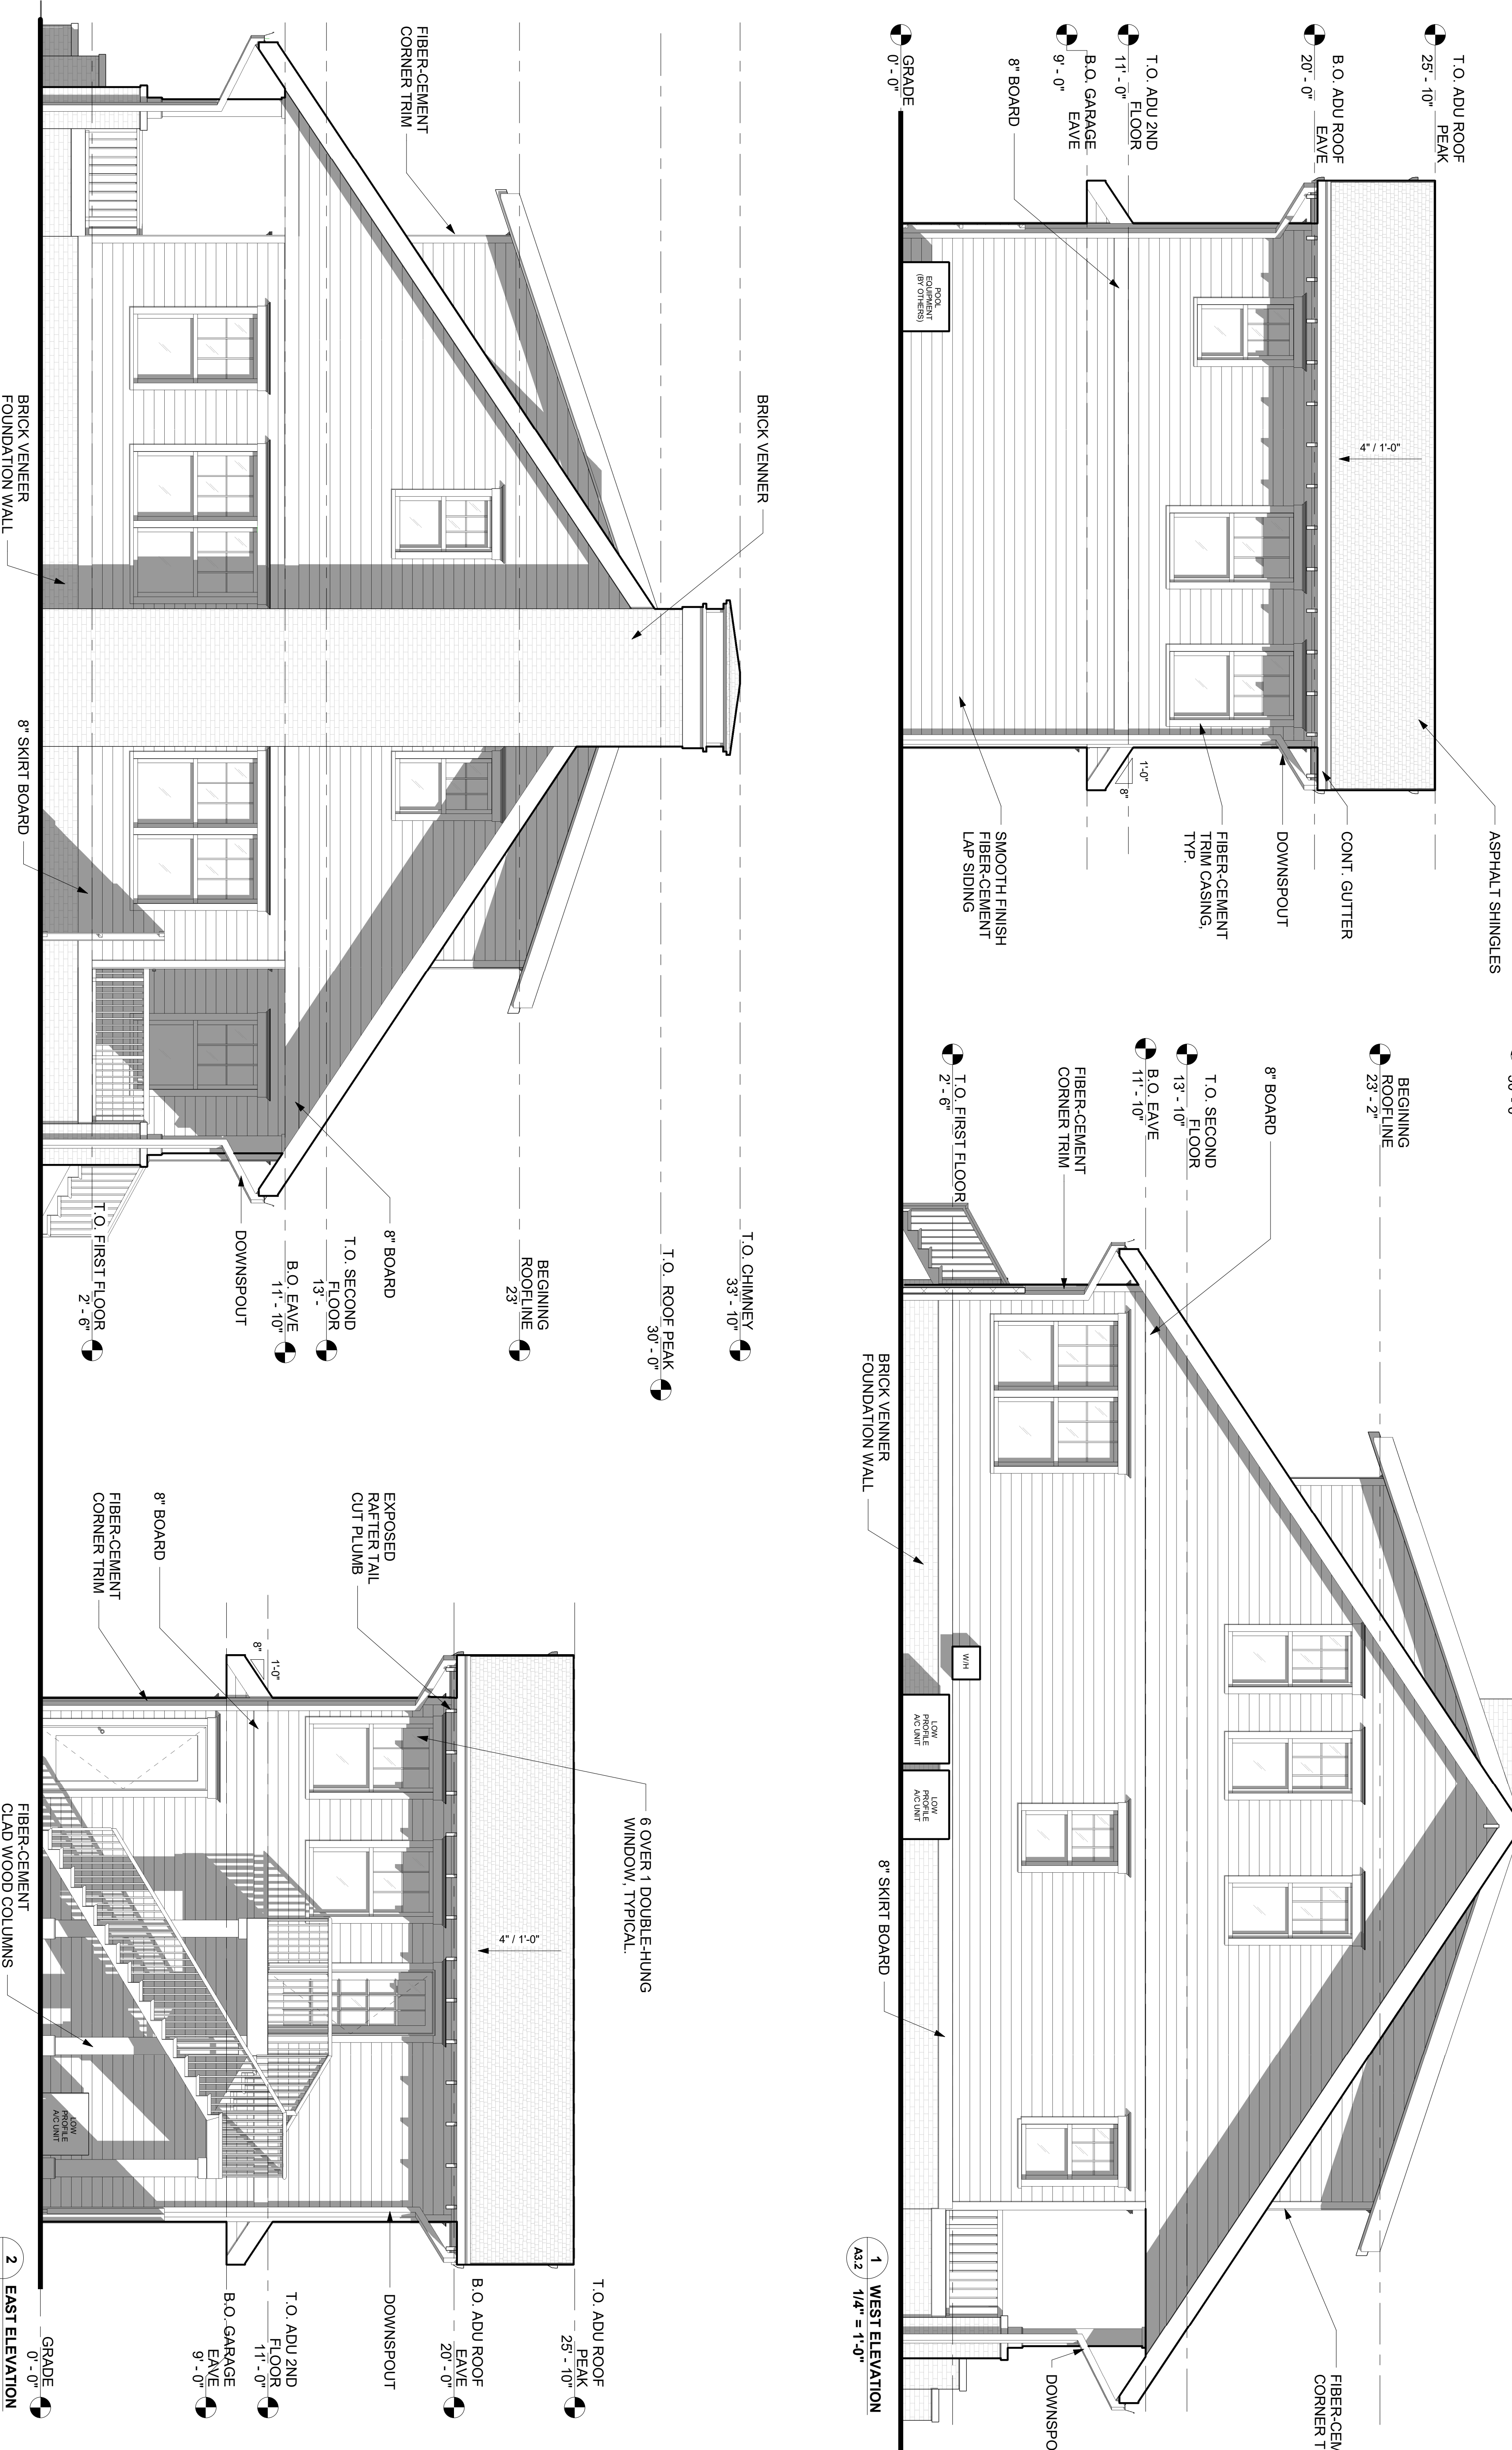 T.O. ADU ROOF
PEAK
25' - 10"
B.O. ADU ROOF
EAVE
20' - 0"
T.O. ADU 2ND
FLOOR
11' - 0"
B.O. GARAGE
EAVE
9' - 0"
8" BOARD
GRADE
0' - 0"
POOL
EQUIPMENT
(BY OTHERS)
4" / 1'-0"
1'-0"
8"
ASPHALT SHINGLES
CONT. GUTTER
DOWNSPOUT
FIBER-CEMENT
TRIM CASING,
TYP.
SMOOTH FINISH
FIBER-CEMENT
LAP SIDING
BEGINING
ROOFLINE
23' - 2"
T.O. SECOND
FLOOR
13' - 10"
B.O. EAVE
11' - 10"
T.O. FIRST FLOOR
2' - 6"
8" BOARD
FIBER-CEMENT
CORNER TRIM
BRICK VENNER
FOUNDATION WALL
W/H
LOW
PROFILE
A/C UNIT
LOW
PROFILE
A/C UNIT
8" SKIRT BOARD
FIBER-CEM
CORNER T
DOWNSPO
1
A3.2
WEST ELEVATION
1/4" = 1'-0"
FIBER-CEMENT
CORNER TRIM
BRICK VENNER
BRICK VENEER
FOUNDATION WALL
8" SKIRT BOARD
8" BOARD
DOWNSPOUT
T.O. CHIMNEY
33' - 10"
T.O. ROOF PEAK
30' - 0"
BEGINING
ROOFLINE
23'
T.O. SECOND
FLOOR
13' -
B.O. EAVE
11' - 10"
T.O. FIRST FLOOR
2' - 6"
EXPOSED
RAFTER TAIL
CUT PLUMB
8" BOARD
FIBER-CEMENT
CORNER TRIM
1'-0"
8"
6 OVER 1 DOUBLE-HUNG
WINDOW, TYPICAL.
4" / 1'-0"
FIBER-CEMENT
CLAD WOOD COLUMNS
LOW
PROFILE
A/C UNIT
DOWNSPOUT
T.O. ADU ROOF
PEAK
25' - 10"
B.O. ADU ROOF
EAVE
20' - 0"
T.O. ADU 2ND
FLOOR
11' - 0"
B.O. GARAGE
EAVE
9' - 0"
GRADE
0' - 0"
2
EAST ELEVATION